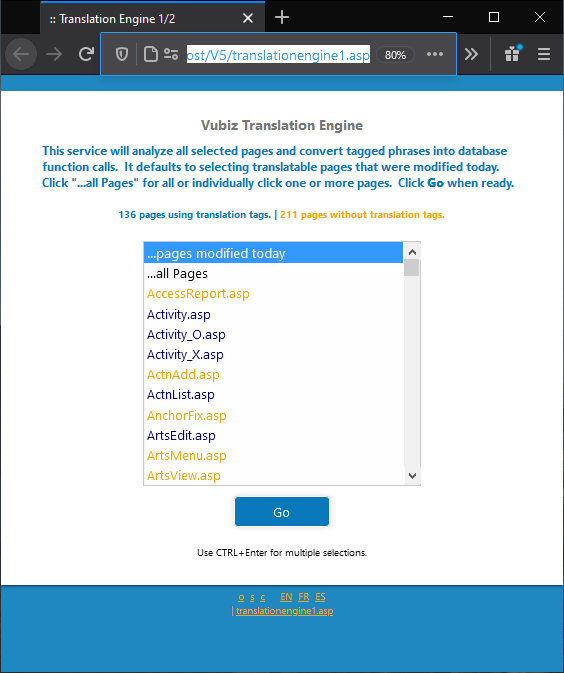 :: Translation Engine 1/2
ost/V5/translationengine1.asp
80%
Vubiz Translation Engine
This service will analyze all selected pages and convert tagged phrases into database
function calls. It defaults to selecting translatable pages that were modified today.
Click "...all Pages" for all or individually click one or more pages. Click Go when ready.
136 pages using translation tags. | 211 pages without translation tags.
...pages modified today
...all Pages
AccessReport.asp
Activity.asp
Activity_O.asp
Activity_X.asp
ActnAdd.asp
ActnList.asp
AnchorFix.asp
ArtsEdit.asp
ArtsMenu.asp
ArtsView.asp
Go
Use CTRL+Enter for multiple selections.
o s c EN FR ES
| translationengine1.asp